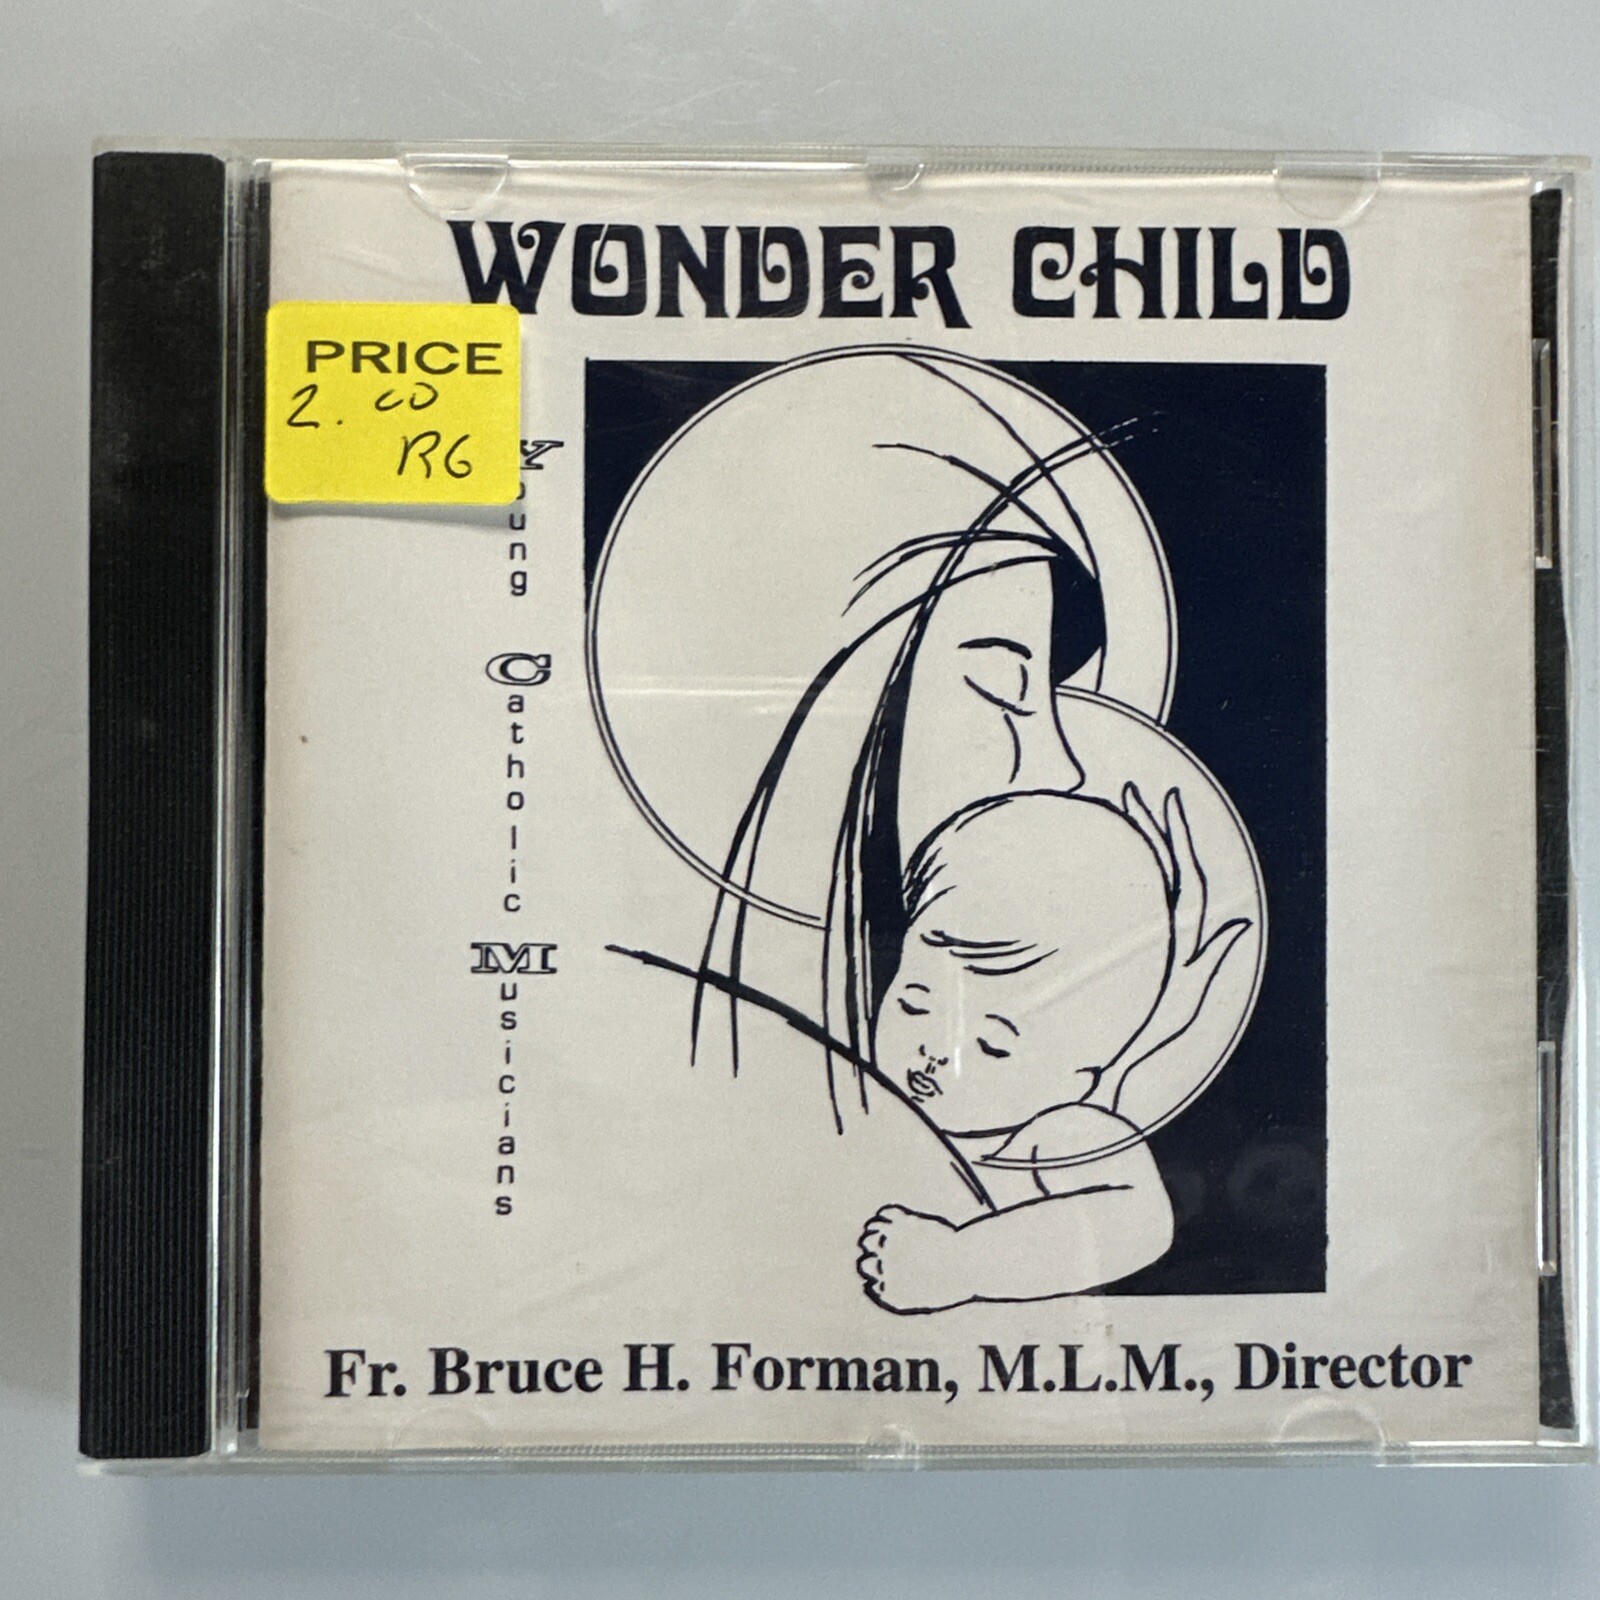 WONDER CHILD
PRICE
2.00
RG
Young
Catholic
Musicians
Fr. Bruce H. Forman, M.L.M., Director